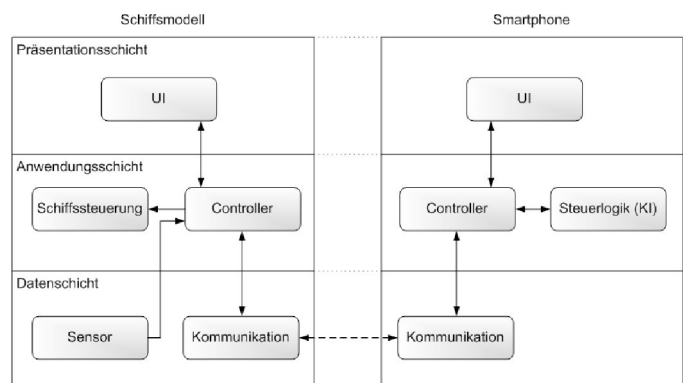 Schiffsmodell
Smartphone
Präsentationsschicht
UI
UI
Anwendungsschicht
Schiffssteuerung
Controller
Controller
Steuerlogik (KI)
Datenschicht
Sensor
Kommunikation
Kommunikation